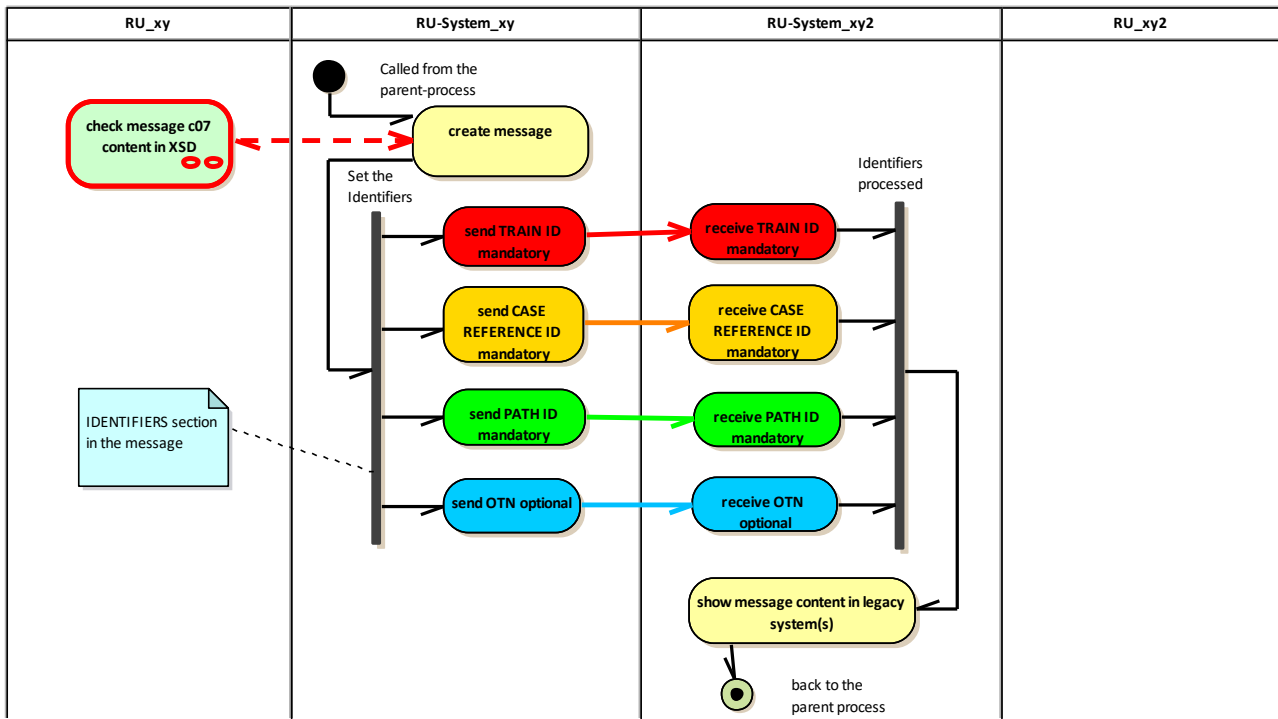 RU_xy
RU-System_xy
RU-System_xy2
RU_xy2
Called from the
parent-process
check message c07
content in XSD
create message
Set the
Identifiers
Identifiers
processed
send TRAIN ID
mandatory
receive TRAIN ID
mandatory
send CASE
REFERENCE ID
mandatory
receive CASE
REFERENCE ID
mandatory
IDENTIFIERS section
in the message
send PATH ID
mandatory
receive PATH ID
mandatory
send OTN optional
receive OTN
optional
show message content in legacy
system(s)
back to the
parent process